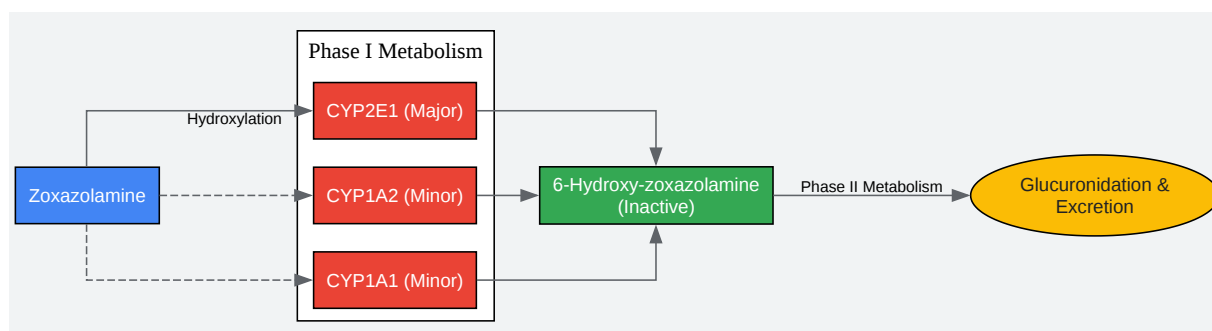 Phase I Metabolism
CYP2E1 (Major)
Hydroxylation
Zoxazolamine
CYP1A2 (Minor)
6-Hydroxy-zoxazolamine
(Inactive)
Phase II Metabolism
Glucuronidation &
Excretion
CYP1A1 (Minor)